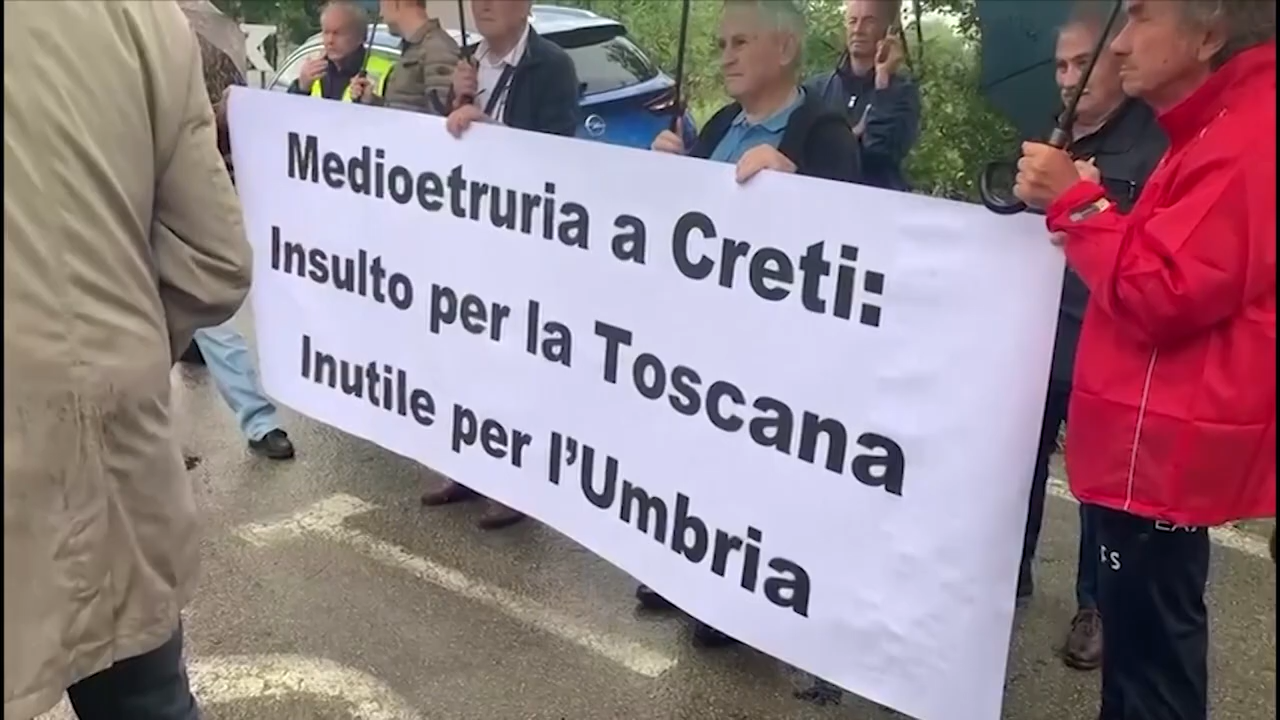 Medioetruria a Creti:
Insulto per la Toscana
Inutile per l'Umbria